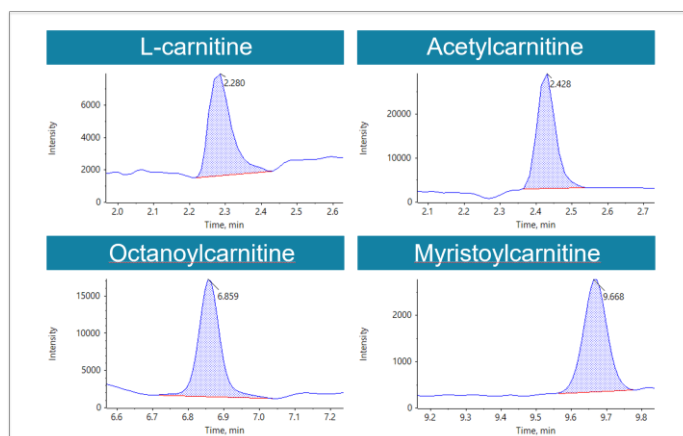 L-carnitine
Acetylcarnitine
2.280
2.428
Intensity
6000
4000
2000
0
2.0 2.1 2.2 2.3 2.4 2.5 2.6
Time, min
Intensity
20000
10000
0
2.1 2.2 2.3 2.4 2.5 2.6 2.7
Time, min
Octanoylcarnitine
Myristoylcarnitine
6.859
9.668
Intensity
15000
10000
5000
0
6.6 6.7 6.8 6.9 7.0 7.1 7.2
Time, min
Intensity
2000
1000
0
9.2 9.3 9.4 9.5 9.6 9.7 9.8
Time, min